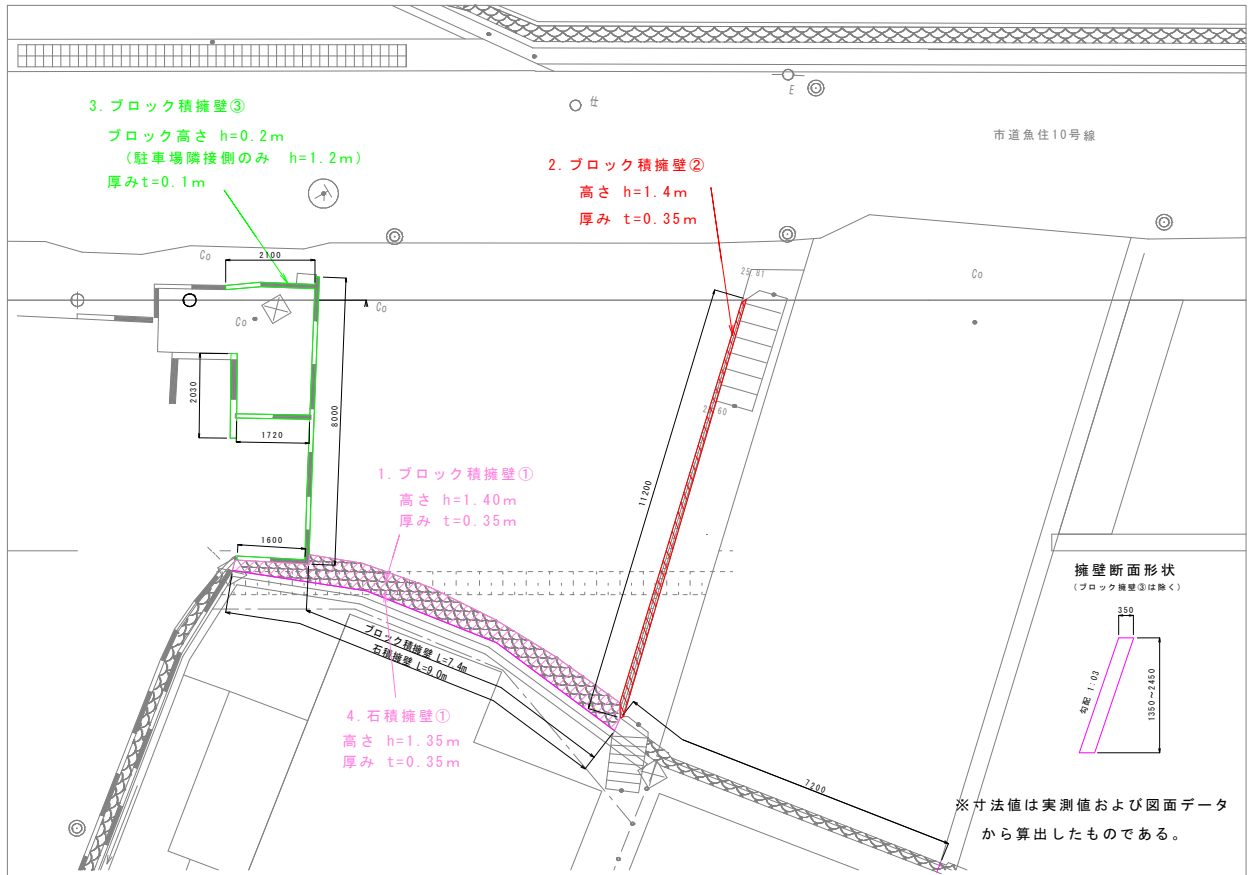 3. ブロック積擁壁③
ブロック高さ h=0.2m
(駐車場隣接側のみ h=1.2m)
厚みt=0.1m
仕
E
市道魚住10号線
2. ブロック積擁壁②
高さ h=1.4m
厚み t=0.35m
Co
2100
25.81
Co
Co
Co
2030
8000
1720
11200
1. ブロック積擁壁①
高さ h=1.40m
厚み t=0.35m
1600
ブロック積擁壁 L=7.4m
石積擁壁 L=9.0m
4. 石積擁壁①
高さ h=1.35m
厚み t=0.35m
7200
擁壁断面形状
(ブロック擁壁③は除く)
350
勾配 1:03
1350~2450
※寸法値は実測値および図面データ
から算出したものである。